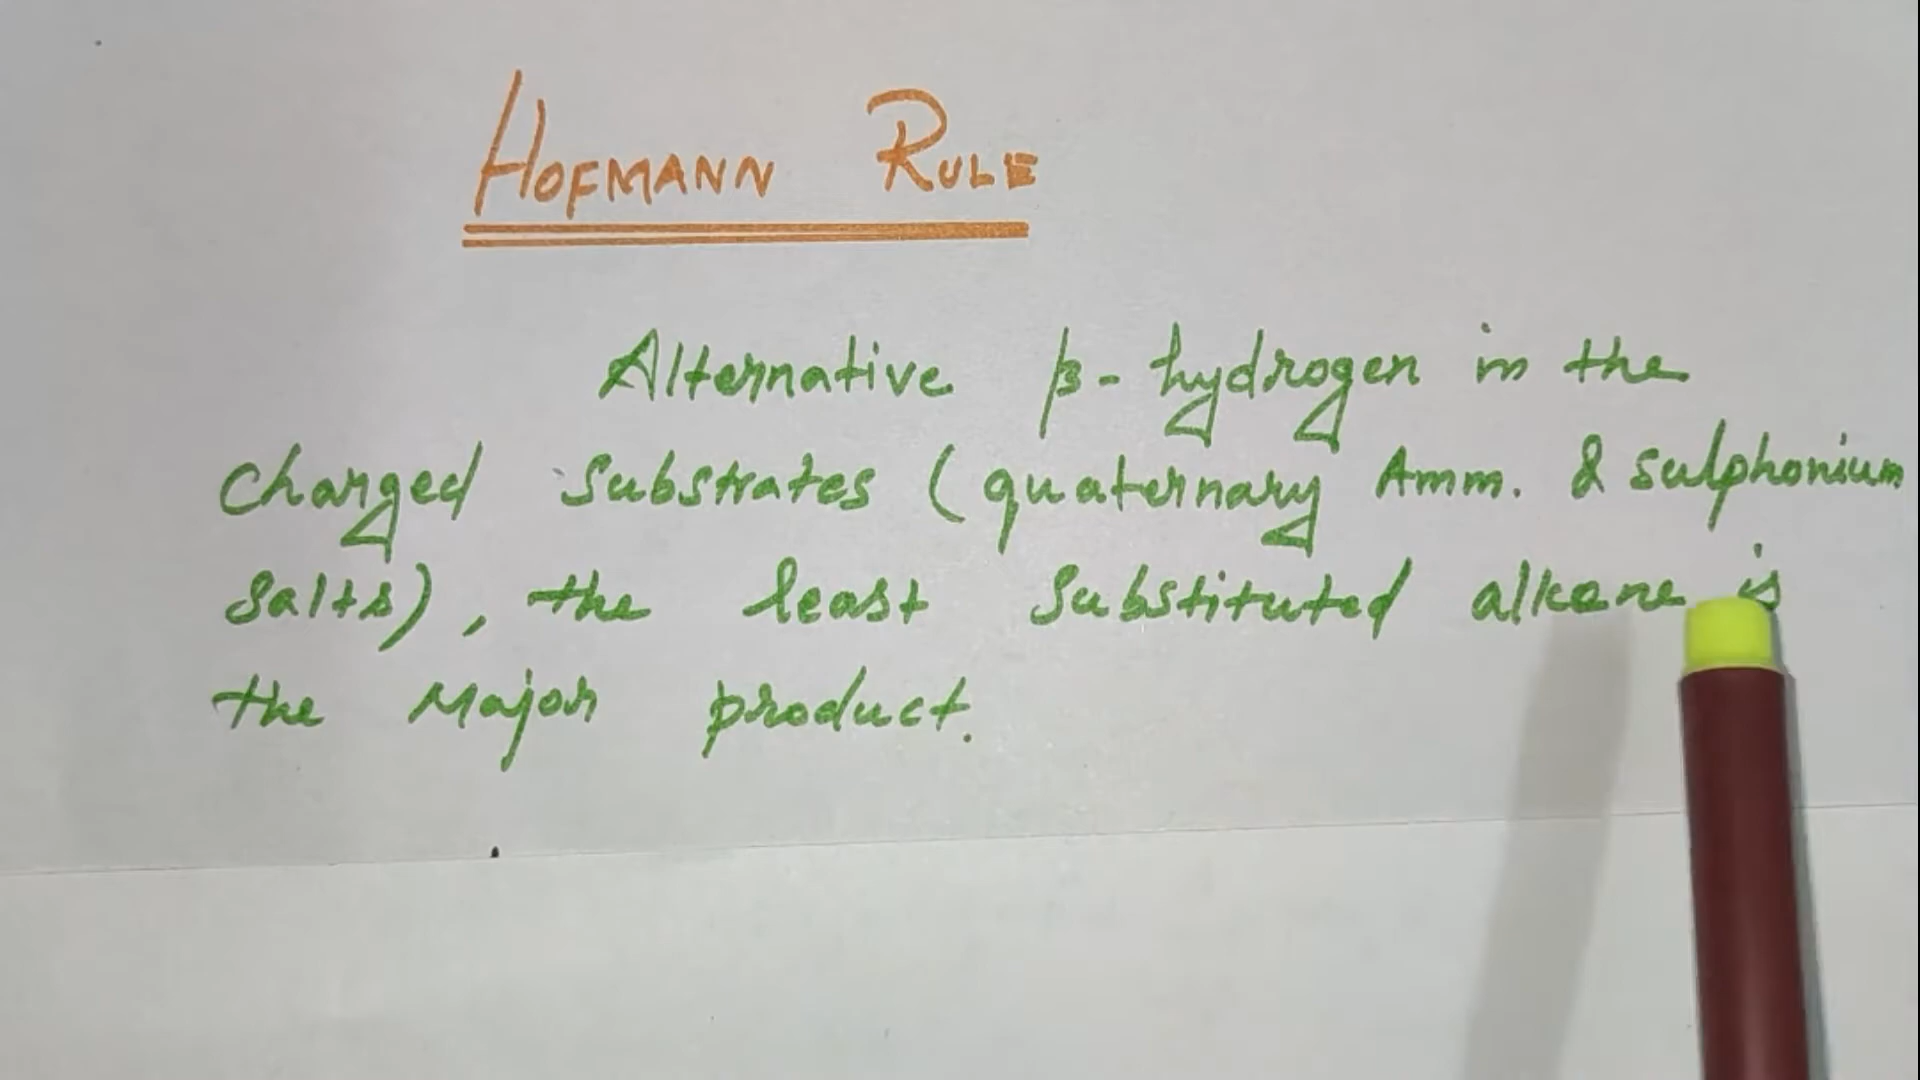 HOFMANN RULE
Alternative β-hydrogen in the
charged substrates (quaternary Amm. & sulphonium
salts), the least substituted alkene is
the Major product.